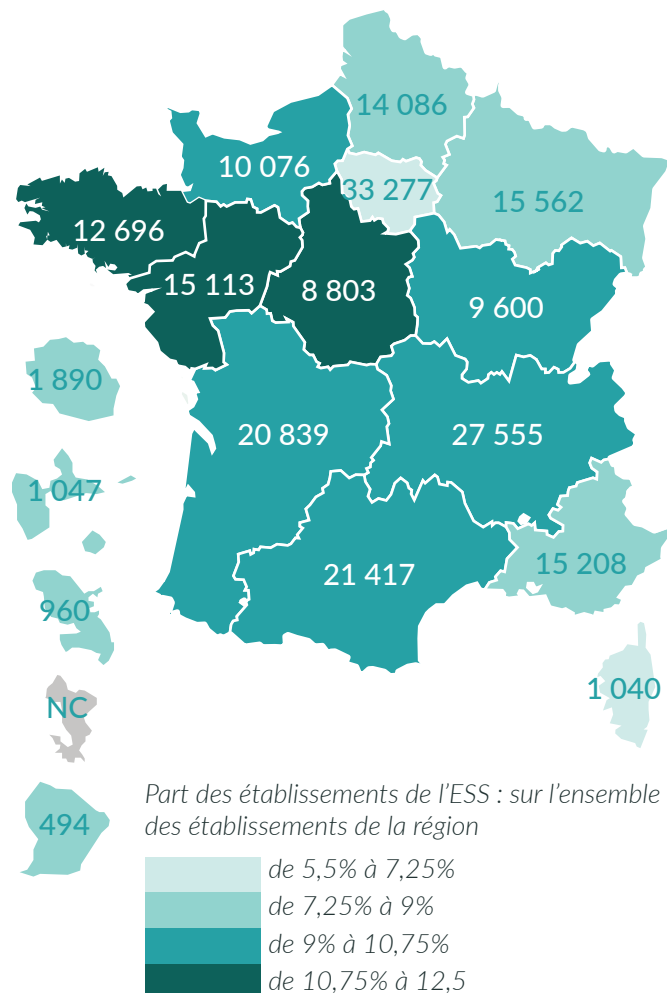 14 086
10 076
33 277
15 562
12 696
15 113
8 803
9 600
1 890
20 839
27 555
1 047
15 208
21 417
960
1 040
NC
494
Part des établissements de l’ESS : sur l’ensemble
des établissements de la région
de 5,5% à 7,25%
de 7,25% à 9%
de 9% à 10,75%
de 10,75% à 12,5